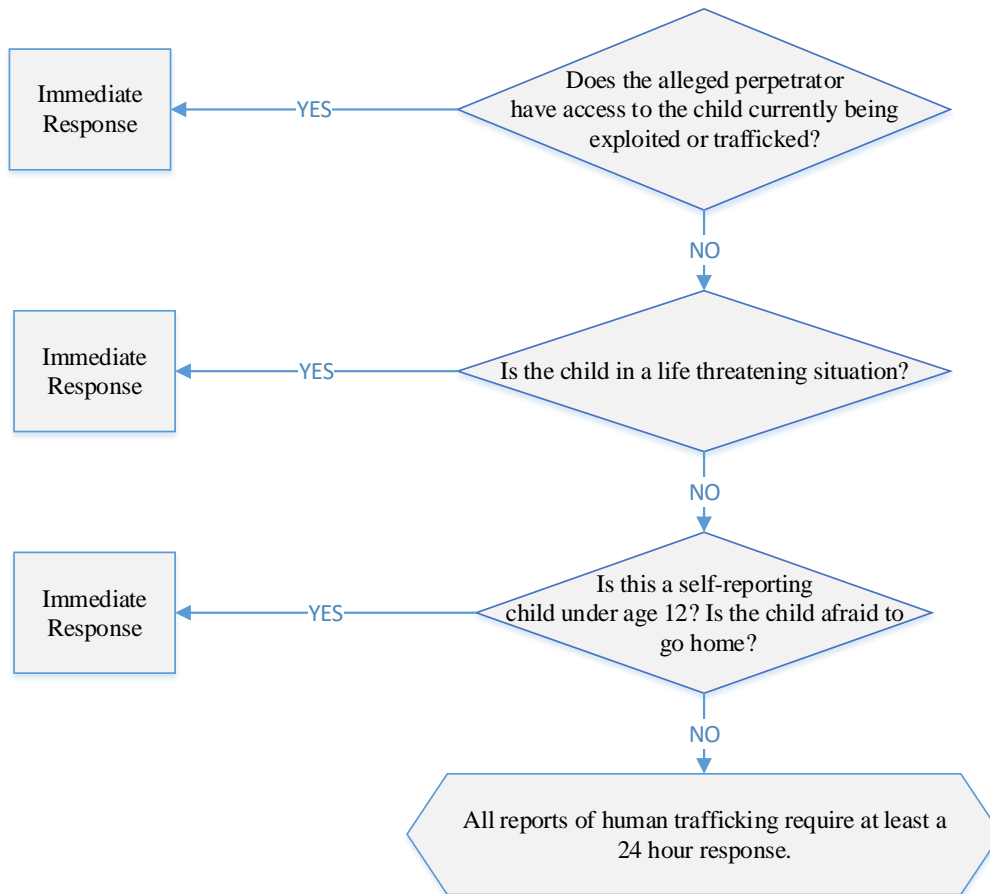 Immediate
Response
YES
Does the alleged perpetrator
have access to the child currently being
exploited or trafficked?
NO
Immediate
Response
YES
Is the child in a life threatening situation?
NO
Immediate
Response
YES
Is this a self-reporting
child under age 12? Is the child afraid to
go home?
NO
All reports of human trafficking require at least a
24 hour response.